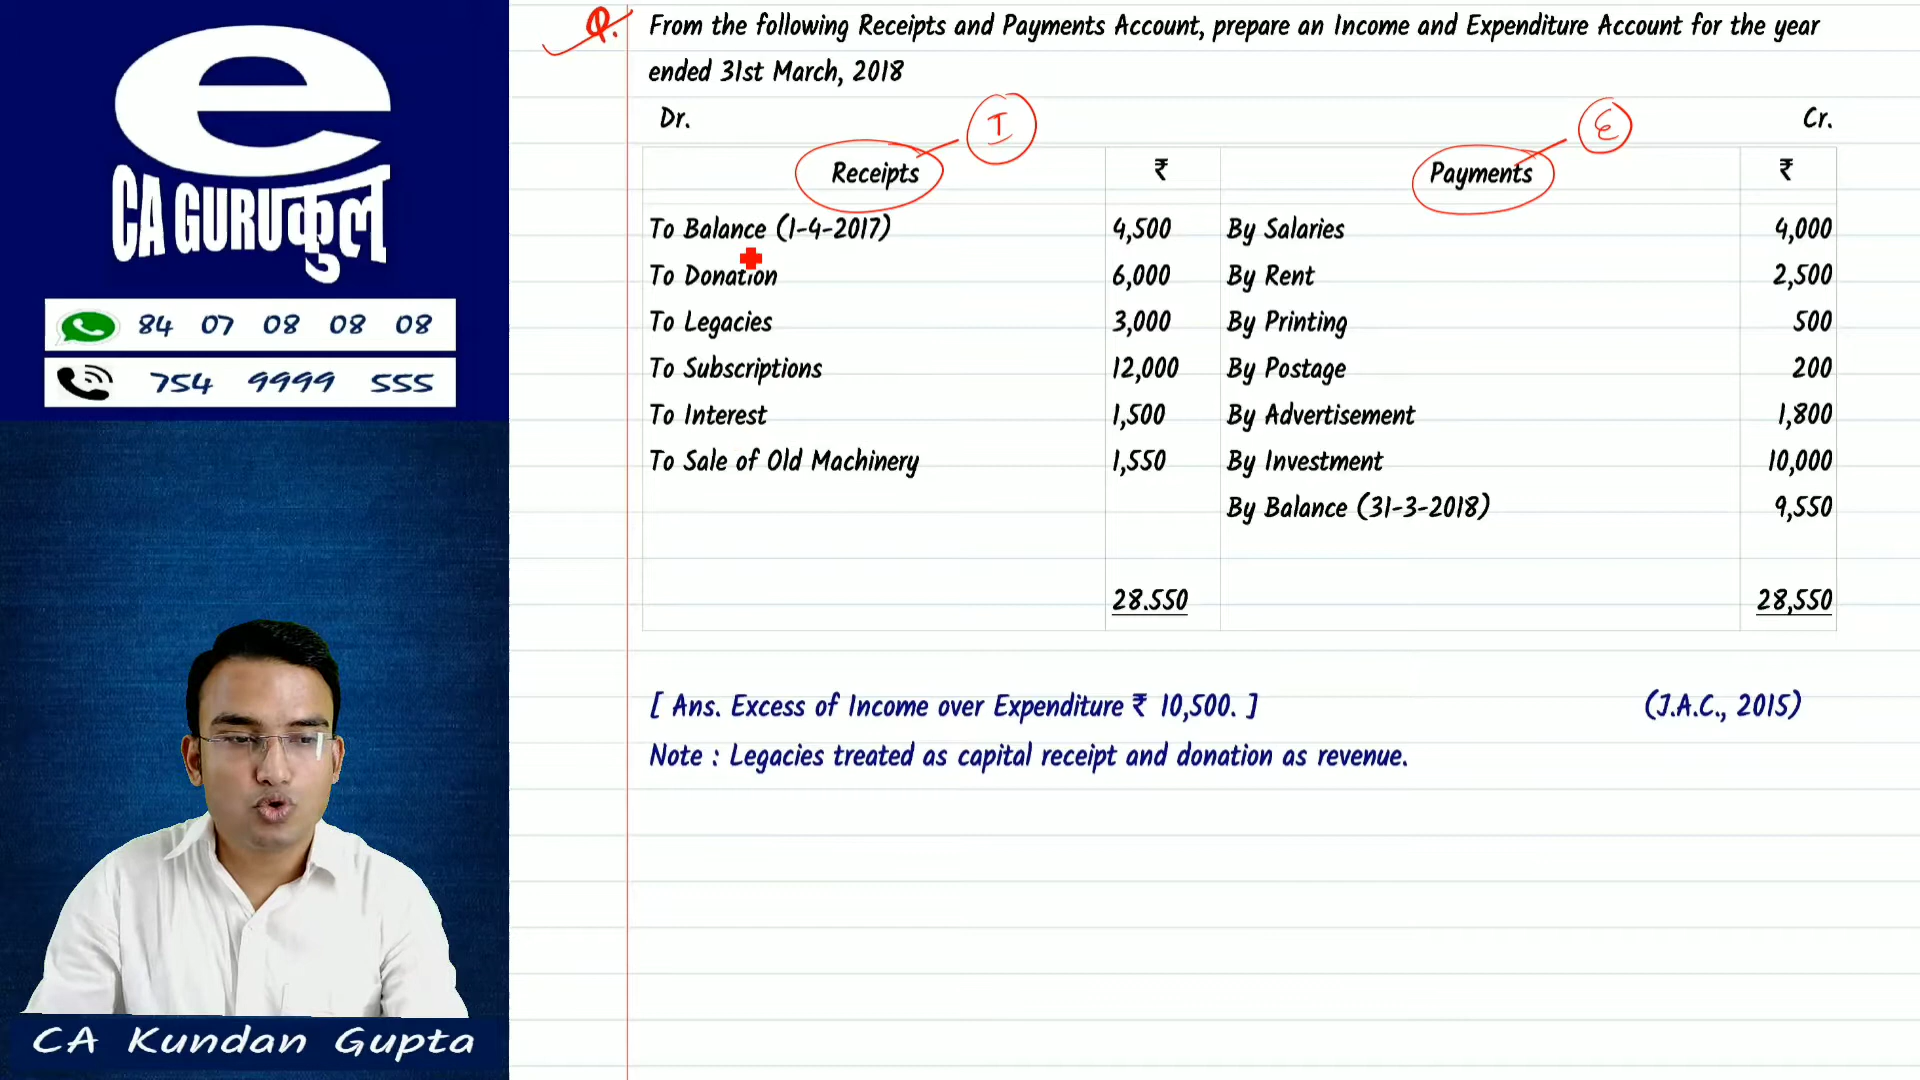 e
CA GURUकुल
84 07 08 08 08
754 9999 555
CA Kundan Gupta
Q. From the following Receipts and Payments Account, prepare an Income and Expenditure Account for the year
ended 31st March, 2018
Dr. I E Cr.
Receipts ₹ Payments ₹
To Balance (1-4-2017) 4,500 By Salaries 4,000
To Donation 6,000 By Rent 2,500
To Legacies 3,000 By Printing 500
To Subscriptions 12,000 By Postage 200
To Interest 1,500 By Advertisement 1,800
To Sale of Old Machinery 1,550 By Investment 10,000
By Balance (31-3-2018) 9,550
28.550 28,550
[ Ans. Excess of Income over Expenditure ₹ 10,500. ] (J.A.C., 2015)
Note : Legacies treated as capital receipt and donation as revenue.